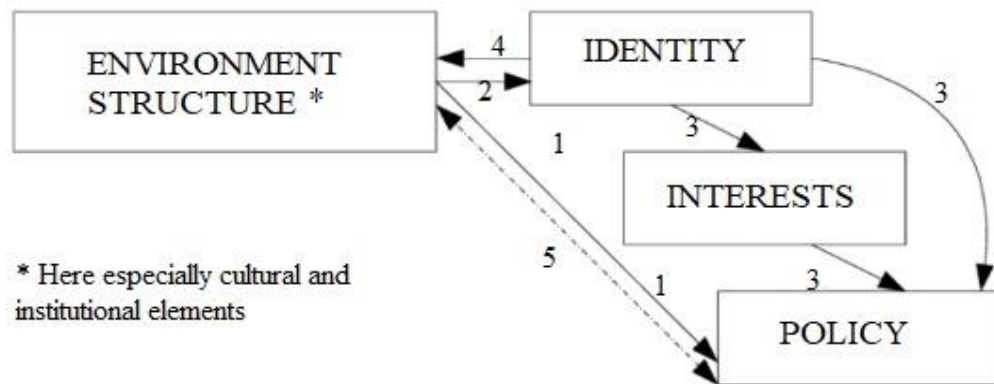 ENVIRONMENT
STRUCTURE *
4
2
IDENTITY
3
3
1
INTERESTS
5
1
3
* Here especially cultural and
institutional elements
POLICY